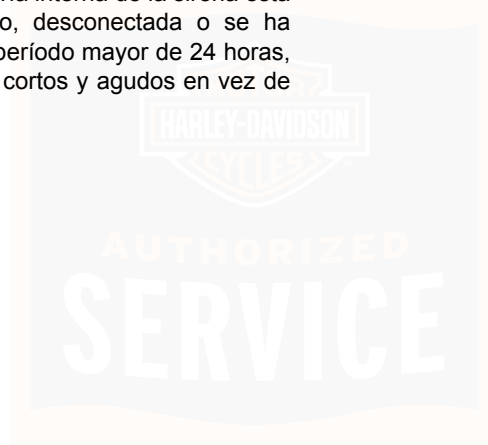 na interna de la sirena está
o, desconectada o se ha
período mayor de 24 horas,
cortos y agudos en vez de
HARLEY-DAVIDSON
CYCLES
AUTHORIZED
SERVICE